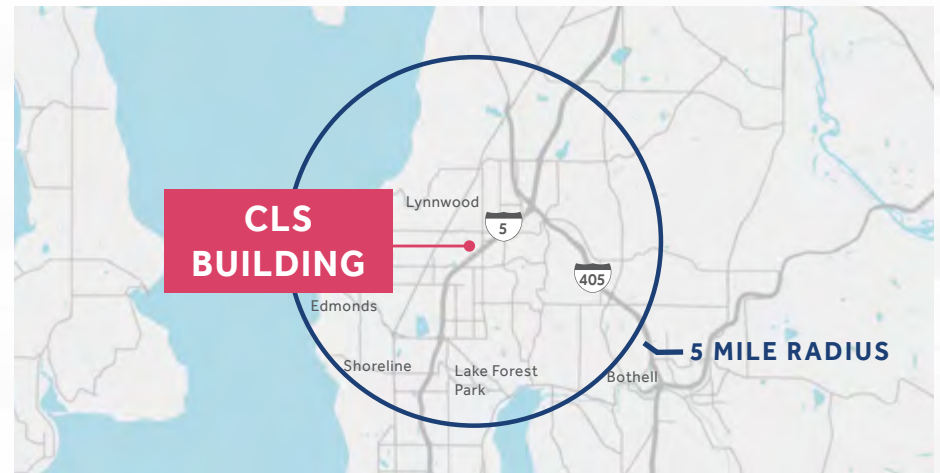 Lynnwood
CLS
BUILDING
5
405
Edmonds
5 MILE RADIUS
Shoreline
Lake Forest
Park
Bothell